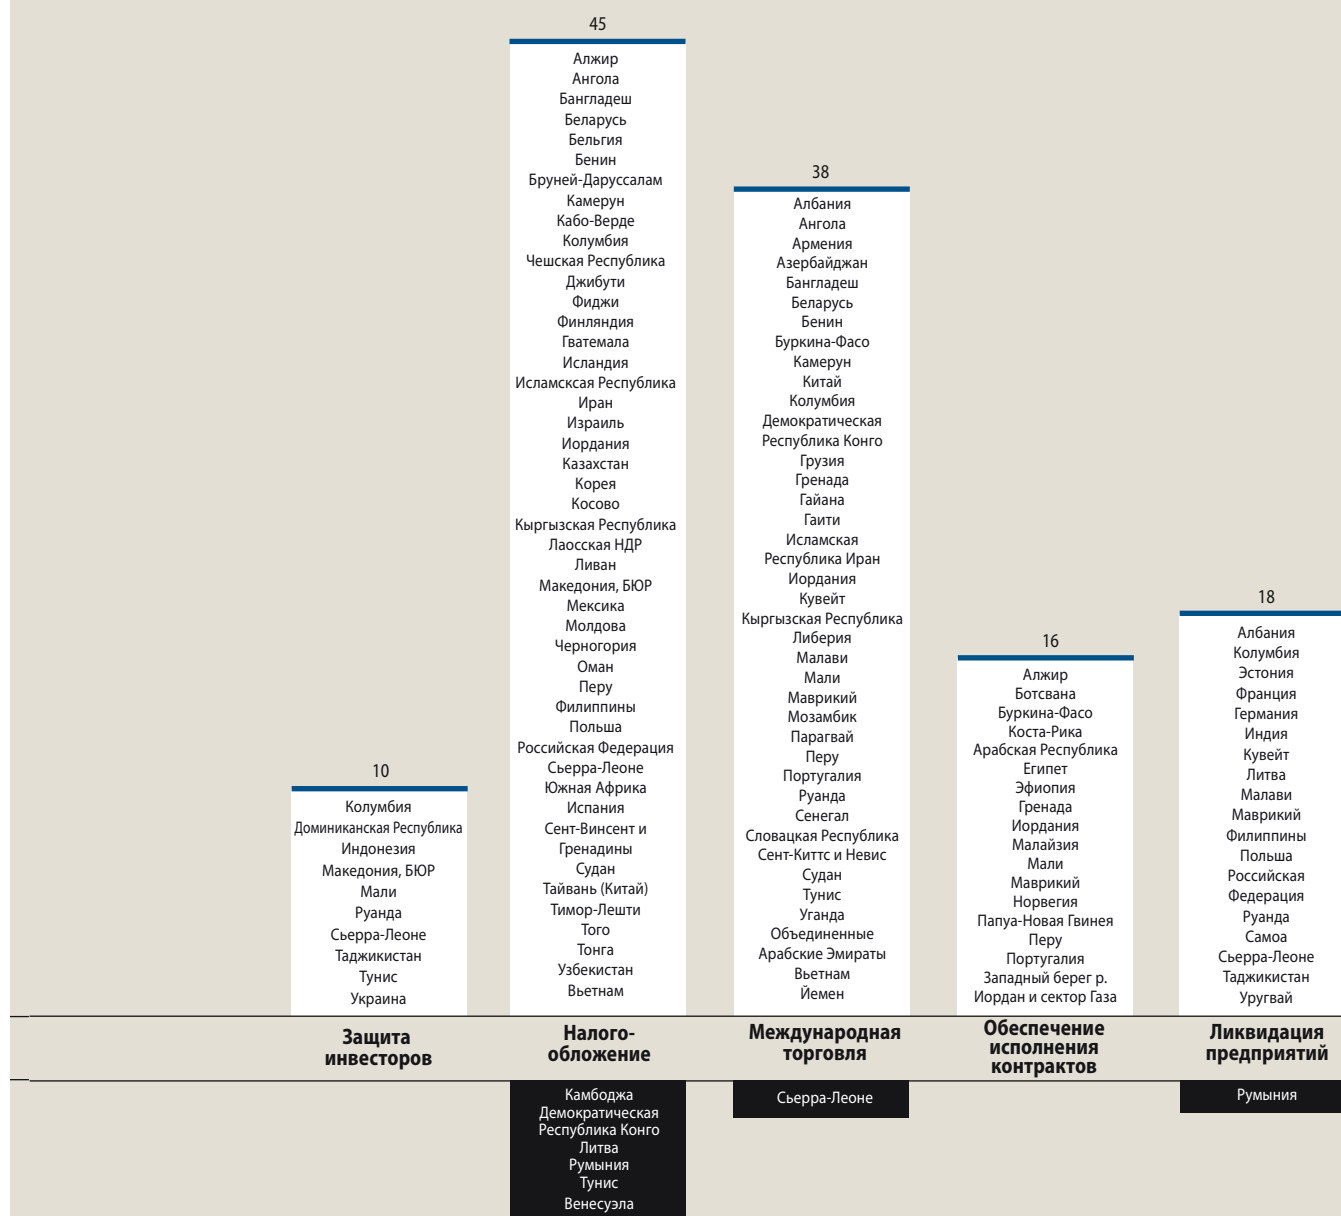 10
Колумбия
Доминиканская Республика
Индонезия
Македония, БЮР
Мали
Руанда
Сьерра-Леоне
Таджикистан
Тунис
Украина
Защита
инвесторов
45
Алжир
Ангола
Бангладеш
Беларусь
Бельгия
Бенин
Бруней-Даруссалам
Камерун
Кабо-Верде
Колумбия
Чешская Республика
Джибути
Фиджи
Финляндия
Гватемала
Исландия
Исламсксая Республика
Иран
Израиль
Иордания
Казахстан
Корея
Косово
Кыргызская Республика
Лаосская НДР
Ливан
Македония, БЮР
Мексика
Молдова
Черногория
Оман
Перу
Филиппины
Польша
Российская Федерация
Сьерра-Леоне
Южная Африка
Испания
Сент-Винсент и
Гренадины
Судан
Тайвань (Китай)
Тимор-Лешти
Того
Тонга
Узбекистан
Вьетнам
Налого-
обложение
Камбоджа
Демократическая
Республика Конго
Литва
Румыния
Тунис
Венесуэла
38
Албания
Ангола
Армения
Азербайджан
Бангладеш
Беларусь
Бенин
Буркина-Фасо
Камерун
Китай
Колумбия
Демократическая
Республика Конго
Грузия
Гренада
Гайана
Гаити
Исламская
Республика Иран
Иордания
Кувейт
Кыргызская Республика
Либерия
Малави
Мали
Маврикий
Мозамбик
Парагвай
Перу
Португалия
Руанда
Сенегал
Словацкая Республика
Сент-Киттс и Невис
Судан
Тунис
Уганда
Объединенные
Арабские Эмираты
Вьетнам
Йемен
Международная
торговля
Сьерра-Леоне
16
Алжир
Ботсвана
Буркина-Фасо
Коста-Рика
Арабская Республика
Египет
Эфиопия
Гренада
Иордания
Малайзия
Мали
Маврикий
Норвегия
Папуа-Новая Гвинея
Перу
Португалия
Западный берег р.
Иордан и сектор Газа
Обеспечение
исполнения
контрактов
18
Албания
Колумбия
Эстония
Франция
Германия
Индия
Кувейт
Литва
Малави
Маврикий
Филиппины
Польша
Российская
Федерация
Руанда
Самоа
Сьерра-Леоне
Таджикистан
Уругвай
Ликвидация
предприятий
Румыния